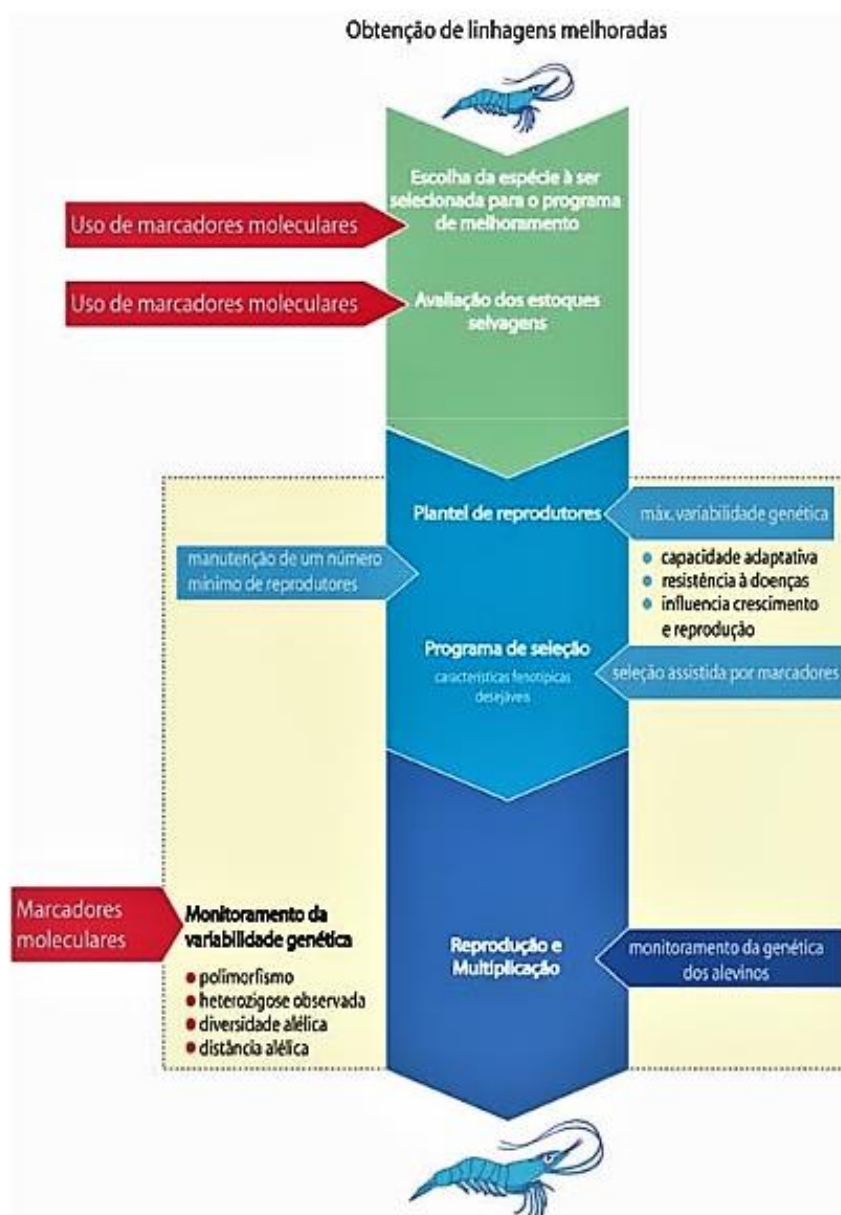 Obtenção de linhagens melhoradas
Escolha da espécie à ser
selecionada para o programa
de melhoramento
Uso de marcadores moleculares
Uso de marcadores moleculares
Avaliação dos estoques
selvagens
Plantel de reprodutores
máx. variabilidade genética
capacidade adaptativa
resistência à doenças
influencia crescimento
e reprodução
manutenção de um número
mínimo de reprodutores
Programa de seleção
características fenotípicas
desejáveis
seleção assistida por marcadores
Marcadores
moleculares
Monitoramento da
variabilidade genética
polimorfismo
heterozigose observada
diversidade alélica
distância alélica
Reprodução e
Multiplicação
monitoramento da genética
dos alevinos